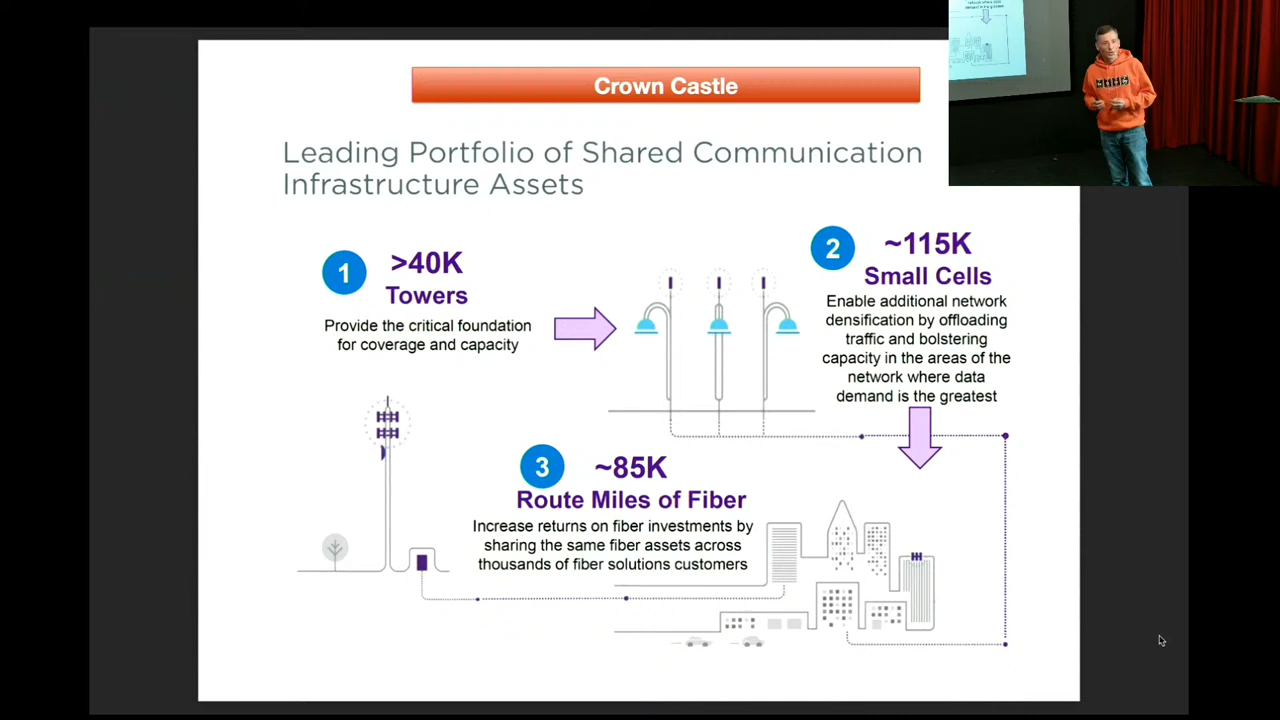 Crown Castle
Leading Portfolio of Shared Communication
Infrastructure Assets
1
>40K
Towers
Provide the critical foundation
for coverage and capacity
2
~115K
Small Cells
Enable additional network
densification by offloading
traffic and bolstering
capacity in the areas of the
network where data
demand is the greatest
3
~85K
Route Miles of Fiber
Increase returns on fiber investments by
sharing the same fiber assets across
thousands of fiber solutions customers